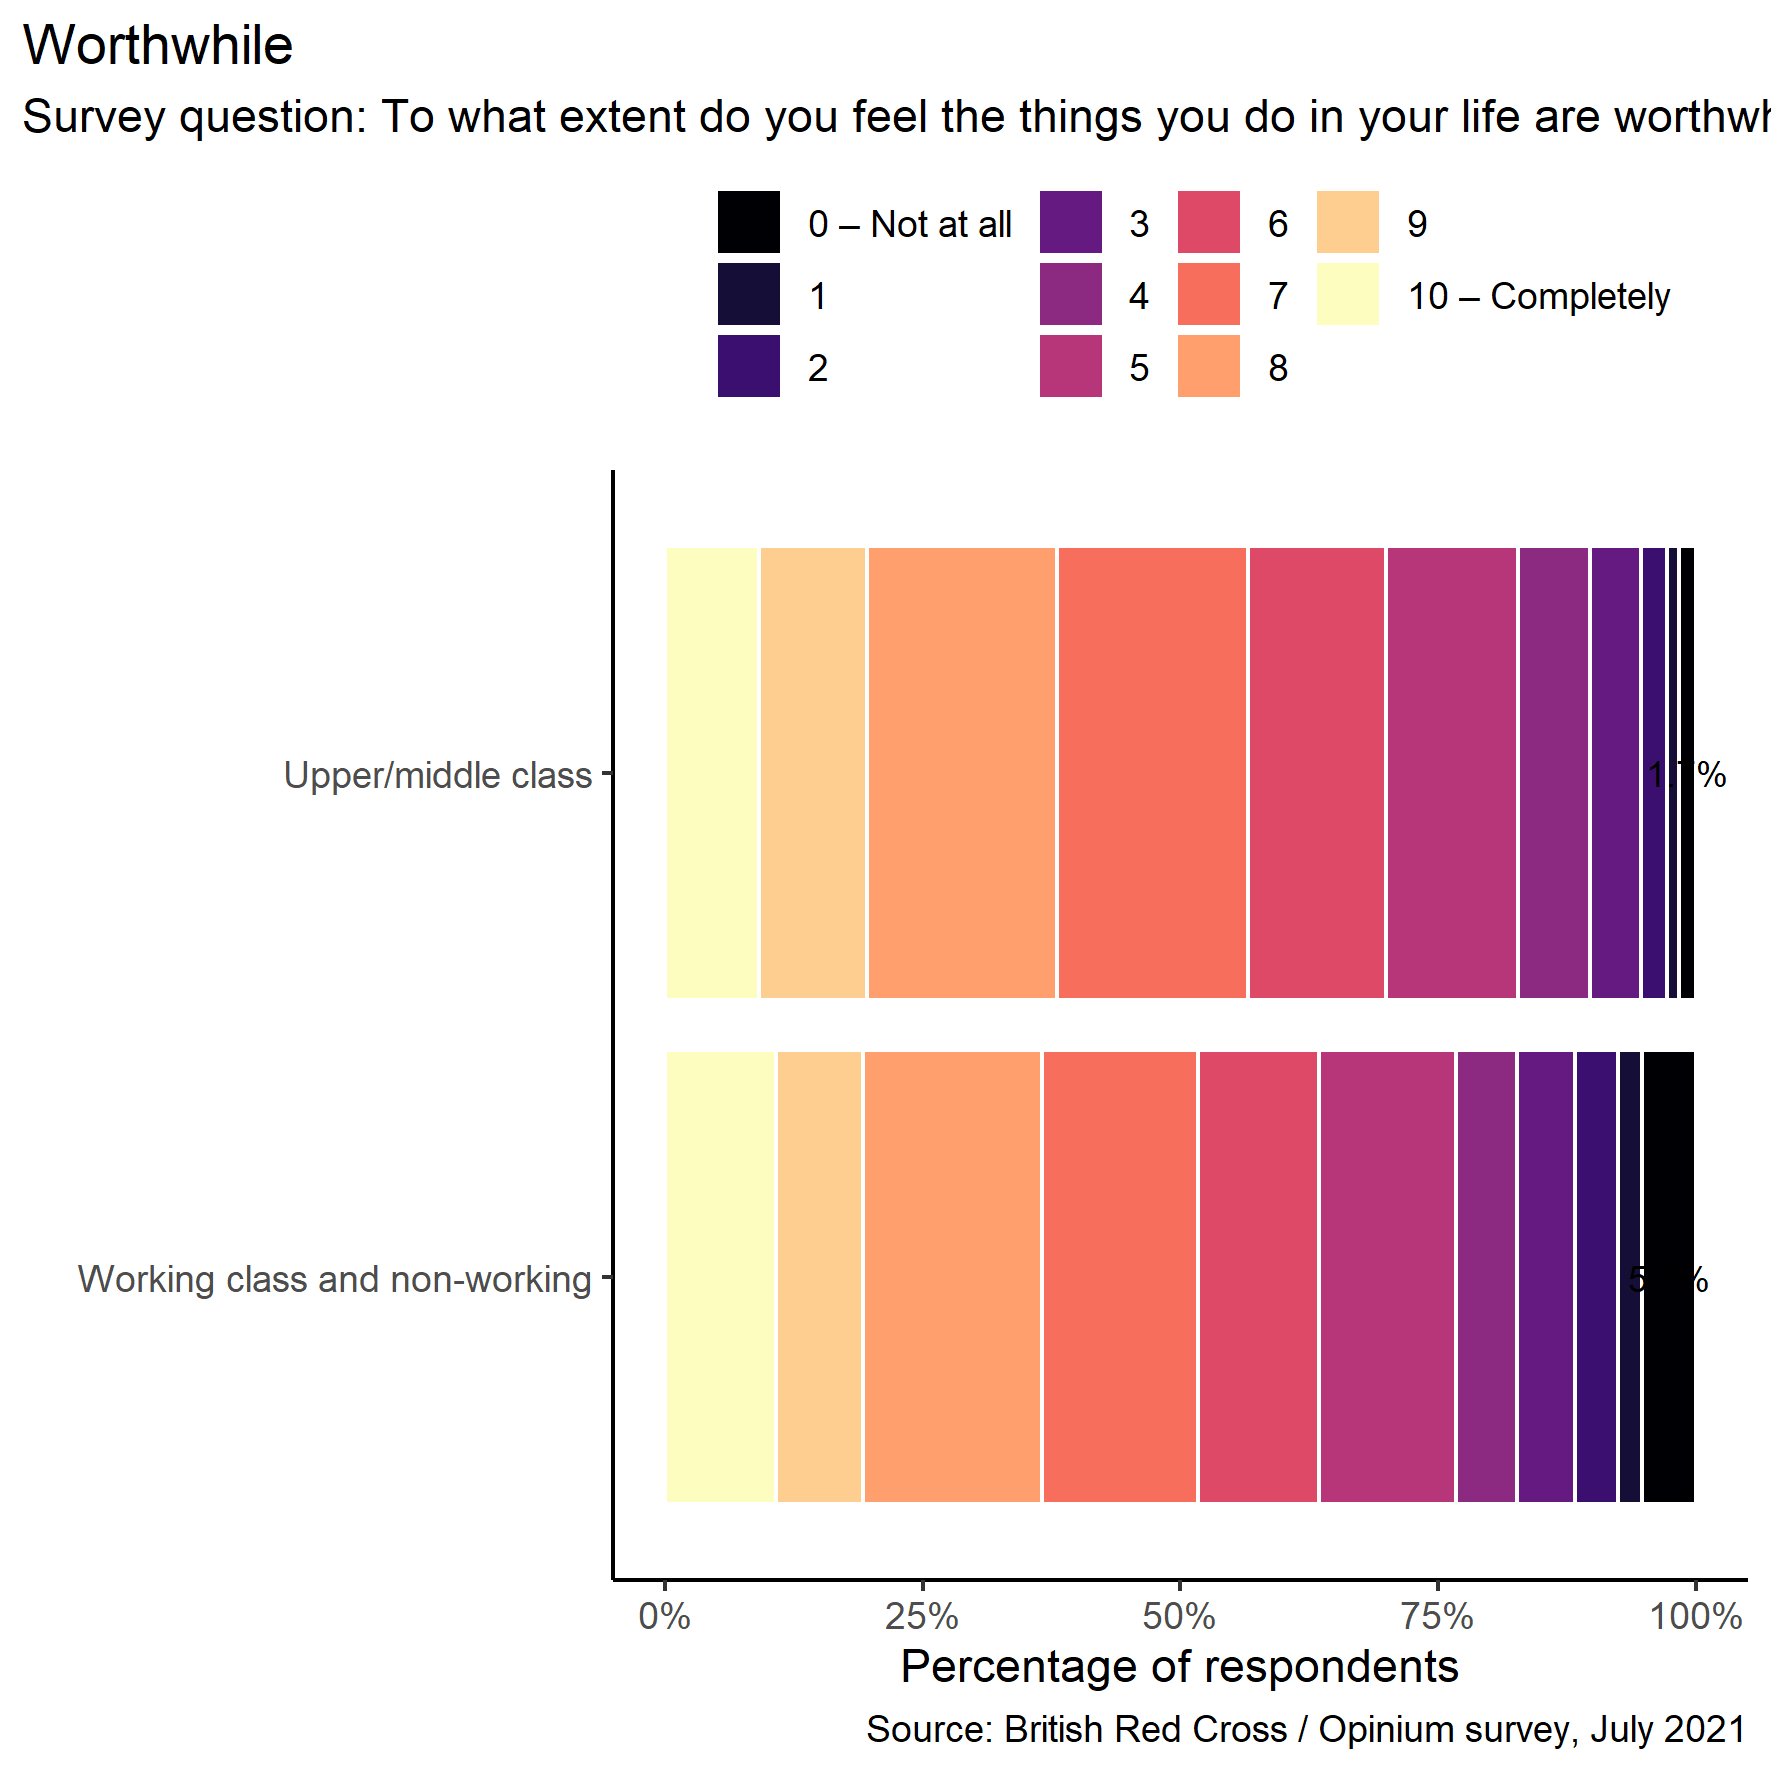 Worthwhile
Survey question: To what extent do you feel the things you do in your life are
0 – Not at all
1
2
3
4
5
6
7
8
9
10 – Completely
Upper/middle class
1.7%
Working class and non-working
0%
25%
50%
75%
100%
Percentage of respondents
Source: British Red Cross / Opinium survey, July 2021